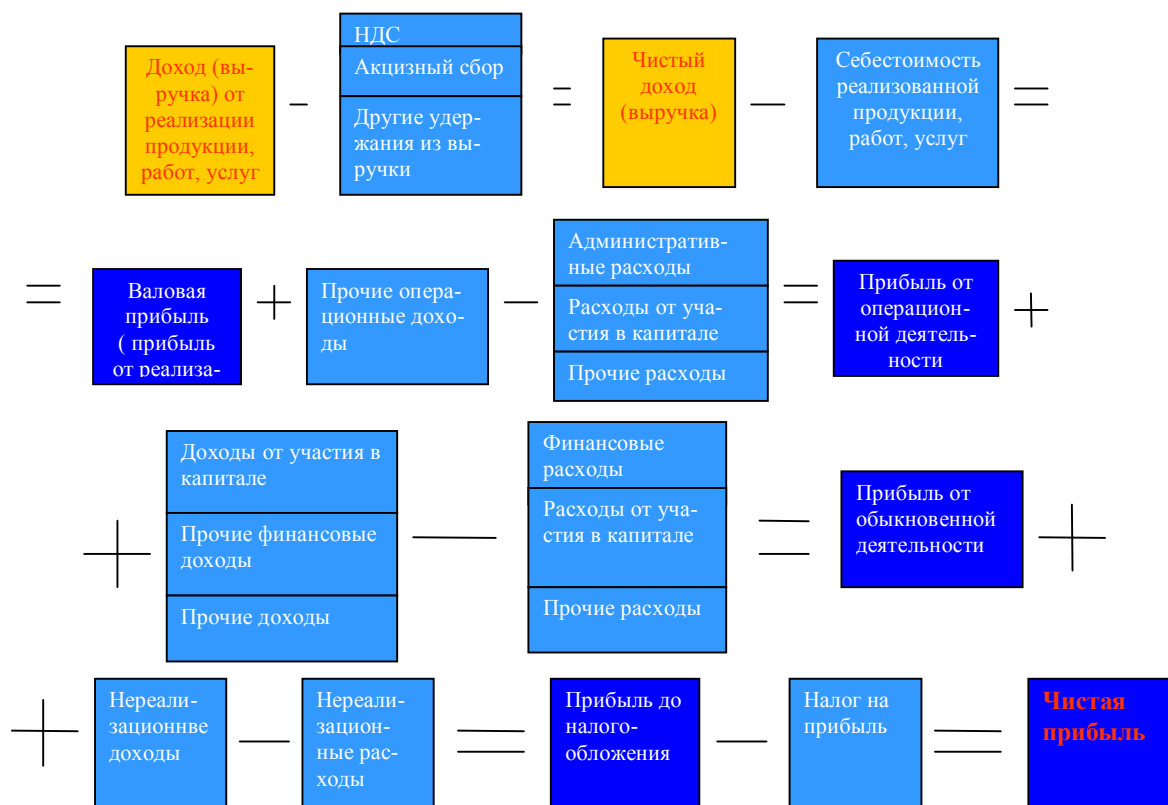 НДС
Акцизный сбор
Другие удер-
жания из вы-
ручки
Доход (вы-
ручка) от
реализации
продукции,
работ, услуг
–
=
Чистый
доход
(выручка)
—
Себестоимость
реализованной
продукции,
работ, услуг
=
=
Валовая
прибыль
( прибыль
от реализа-
+
Прочие опера-
ционные дохо-
ды
—
Административ-
ные расходы
Расходы от уча-
стия в капитале
Прочие расходы
=
Прибыль от
операцион-
ной деятель-
ности
+
+
Доходы от участия в
капитале
Прочие финансовые
доходы
Прочие доходы
—
Финансовые
расходы
Расходы от уча-
стия в капитале
Прочие расходы
=
Прибыль от
обыкновенной
деятельности
+
+
Нереали-
зационнве
доходы
—
Нереали-
зацион-
ные рас-
ходы
=
Прибыль до
налого-
обложения
—
Налог на
прибыль
=
Чистая
прибыль